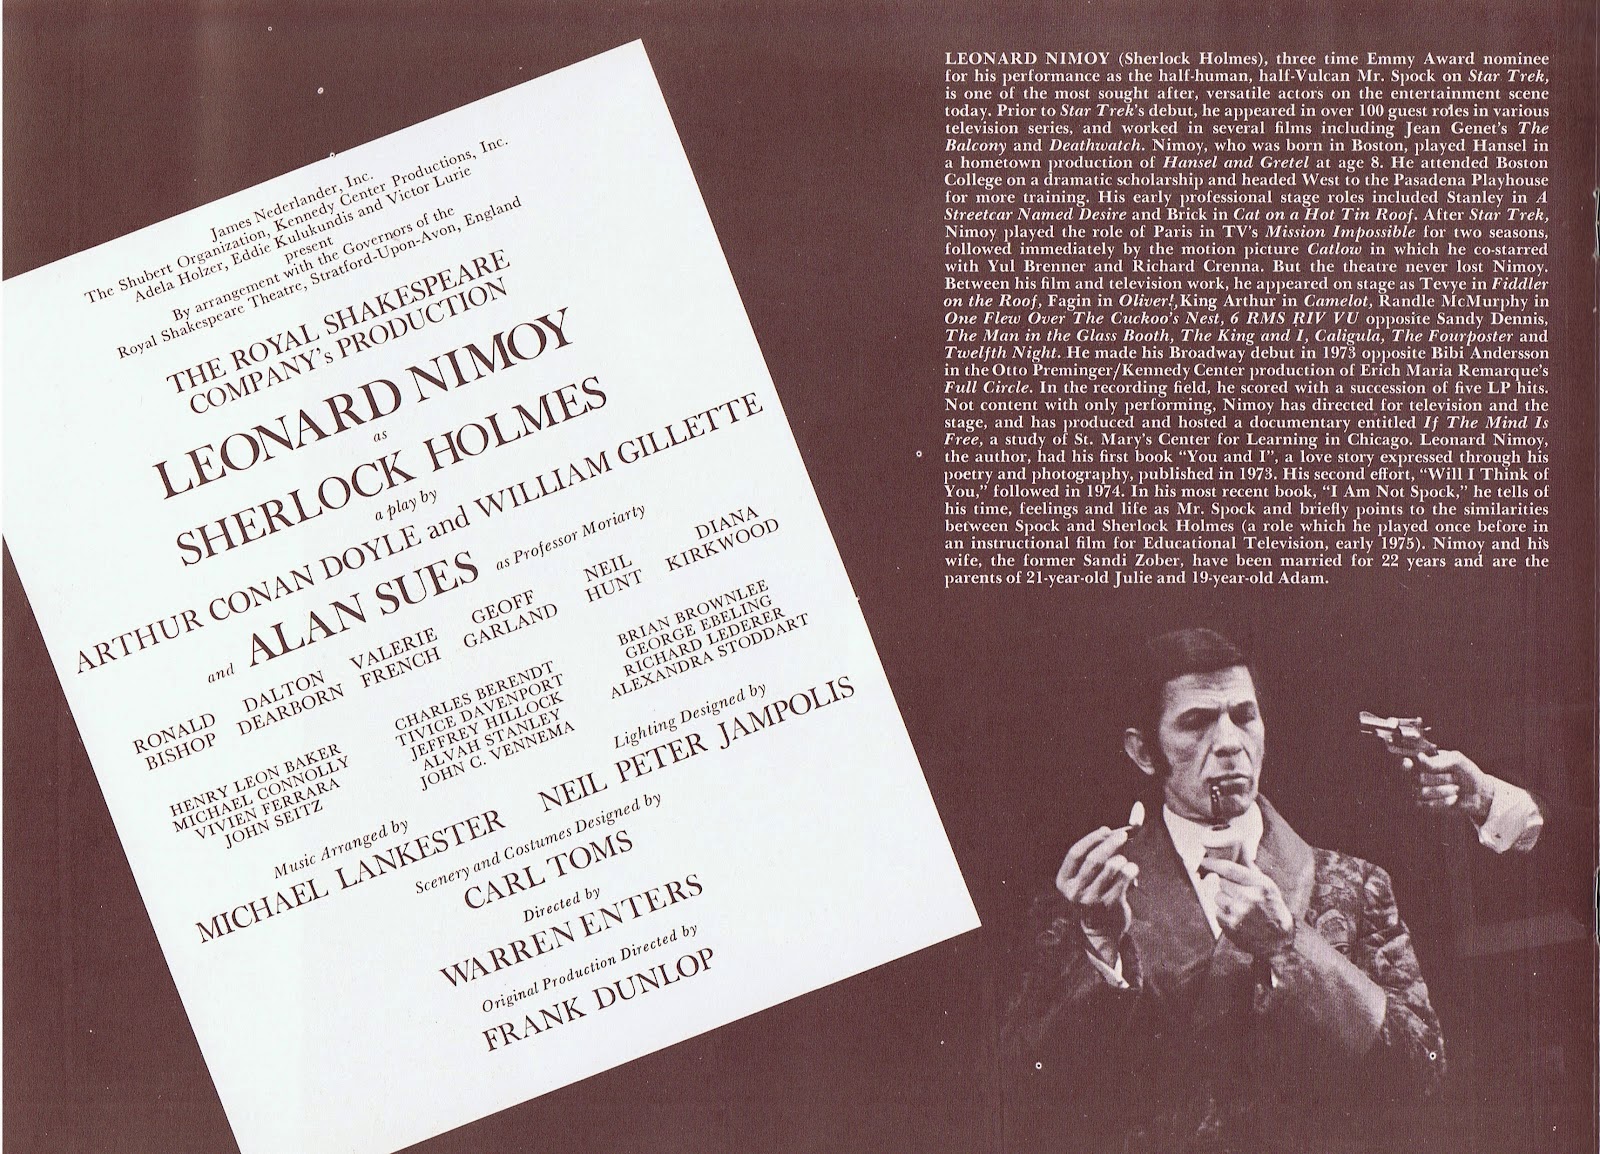 James Nederlander, Inc.
The Shubert Organization, Kennedy Center Productions, Inc.
Adela Holzer, Eddie Kulukundis and Victor Lurie
present
By arrangement with the Governors of the
Royal Shakespeare Theatre, Stratford-Upon-Avon, England
THE ROYAL SHAKESPEARE
COMPANY's PRODUCTION
LEONARD NIMOY
as
SHERLOCK HOLMES
a play by
ARTHUR CONAN DOYLE and WILLIAM GILLETTE
and ALAN SUES as Professor Moriarty
RONALD BISHOP
DALTON DEARBORN
VALERIE FRENCH
GEOFF GARLAND
NEIL HUNT
DIANA KIRKWOOD
HENRY LEON BAKER
MICHAEL CONNOLLY
VIVIEN FERRARA
JOHN SEITZ
CHARLES BERENDT
TIVICE DAVENPORT
JEFFREY HILLOCK
ALVAH STANLEY
JOHN C. VENNEMA
BRIAN BROWNLEE
GEORGE EBELING
RICHARD LEDERER
ALEXANDRA STODDART
Music Arranged by
MICHAEL LANKESTER
Lighting Designed by
NEIL PETER JAMPOLIS
Scenery and Costumes Designed by
CARL TOMS
Directed by
WARREN ENTERS
Original Production Directed by
FRANK DUNLOP
LEONARD NIMOY (Sherlock Holmes), three time Emmy Award nominee
for his performance as the half-human, half-Vulcan Mr. Spock on Star Trek,
is one of the most sought after, versatile actors on the entertainment scene
today. Prior to Star Trek's debut, he appeared in over 100 guest roles in various
television series, and worked in several films including Jean Genet's The
Balcony and Deathwatch. Nimoy, who was born in Boston, played Hansel in
a hometown production of Hansel and Gretel at age 8. He attended Boston
College on a dramatic scholarship and headed West to the Pasadena Playhouse
for more training. His early professional stage roles included Stanley in A
Streetcar Named Desire and Brick in Cat on a Hot Tin Roof. After Star Trek,
Nimoy played the role of Paris in TV's Mission Impossible for two seasons,
followed immediately by the motion picture Catlow in which he co-starred
with Yul Brenner and Richard Crenna. But the theatre never lost Nimoy.
Between his film and television work, he appeared on stage as Tevye in Fiddler
on the Roof, Fagin in Oliver!, King Arthur in Camelot, Randle McMurphy in
One Flew Over The Cuckoo's Nest, 6 RMS RIV VU opposite Sandy Dennis,
The Man in the Glass Booth, The King and I, Caligula, The Fourposter and
Twelfth Night. He made his Broadway debut in 1973 opposite Bibi Andersson
in the Otto Preminger/Kennedy Center production of Erich Maria Remarque's
Full Circle. In the recording field, he scored with a succession of five LP hits.
Not content with only performing, Nimoy has directed for television and the
stage, and has produced and hosted a documentary entitled If The Mind Is
Free, a study of St. Mary's Center for Learning in Chicago. Leonard Nimoy,
the author, had his first book “You and I”, a love story expressed through his
poetry and photography, published in 1973. His second effort, “Will I Think of
You,” followed in 1974. In his most recent book, “I Am Not Spock,” he tells of
his time, feelings and life as Mr. Spock and briefly points to the similarities
between Spock and Sherlock Holmes (a role which he played once before in
an instructional film for Educational Television, early 1975). Nimoy and his
wife, the former Sandi Zober, have been married for 22 years and are the
parents of 21-year-old Julie and 19-year-old Adam.